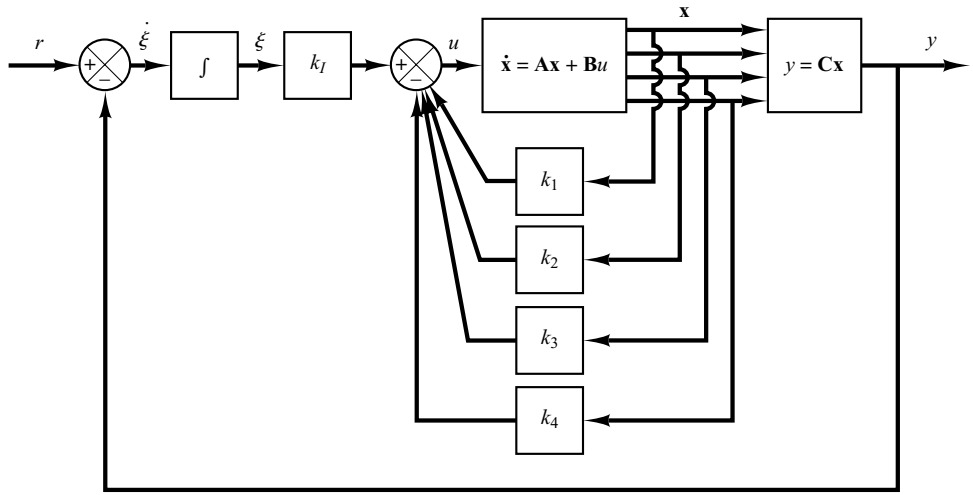 r
+
−
ξ̇
∫
ξ
k_I
+
−
u
ẋ = Ax + Bu
x
y = Cx
y
k₁
k₂
k₃
k₄